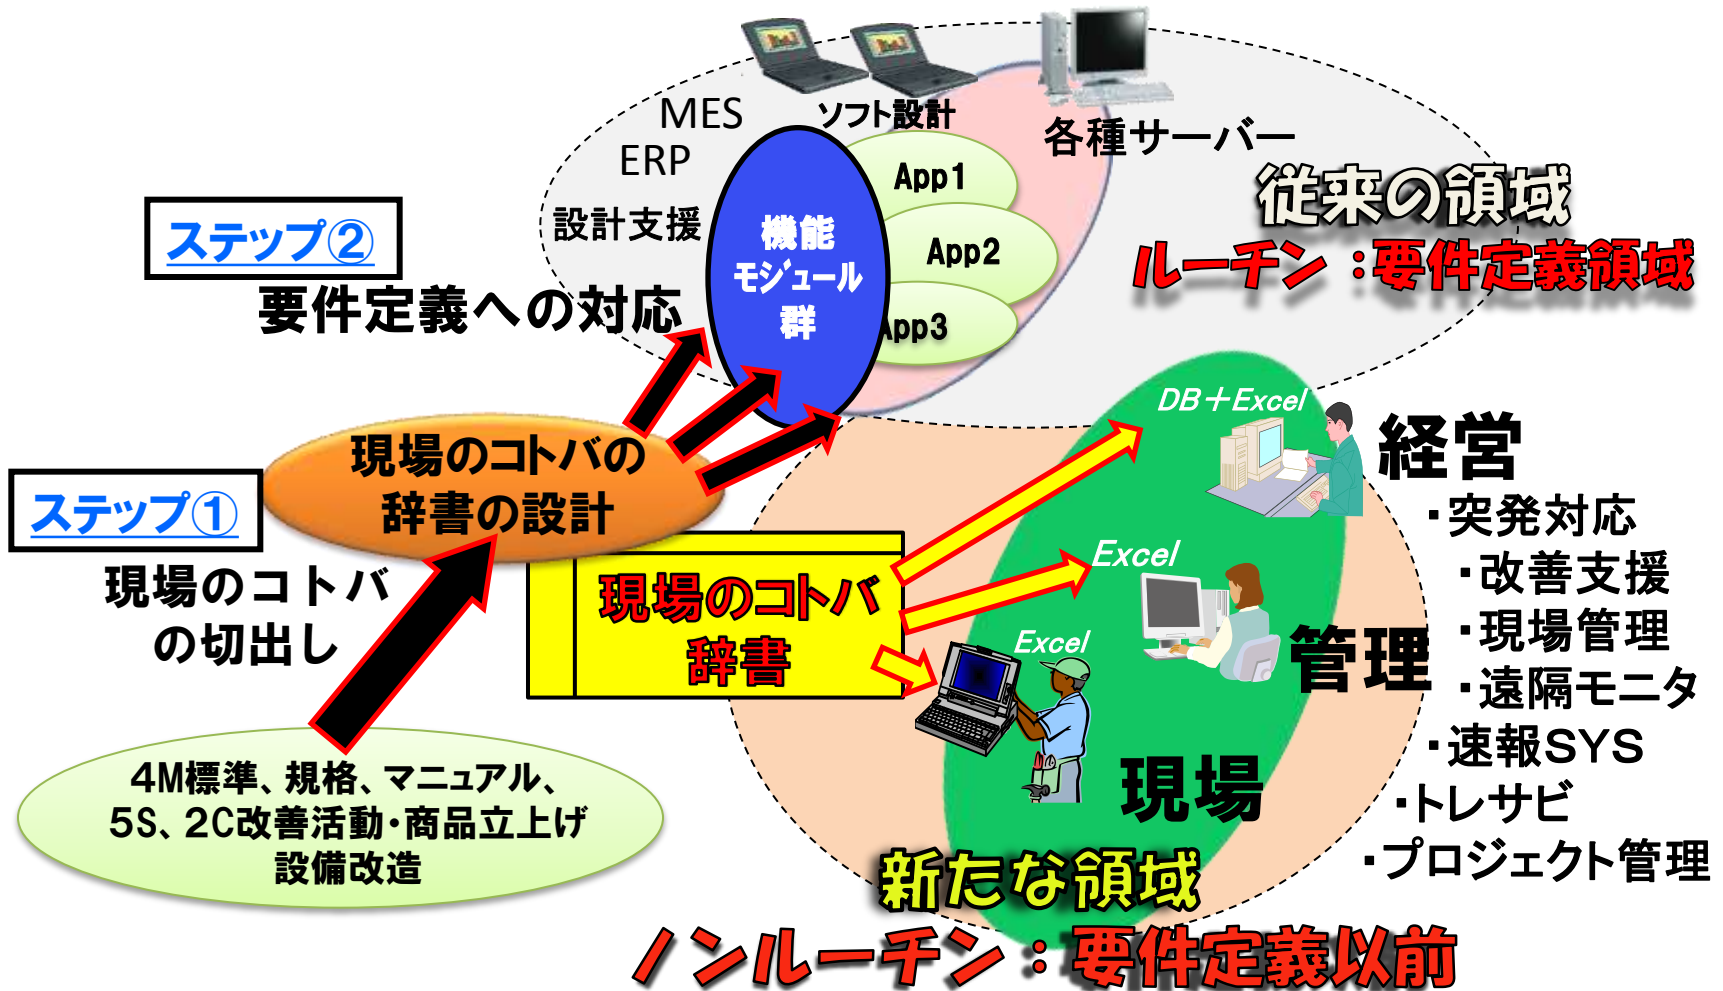 MES
ERP
設計支援
ソフト設計
各種サーバー
App1
App2
App3
機能
モジュール
群
従来の領域
ルーチン：要件定義領域
ステップ②
要件定義への対応
現場のコトバの
辞書の設計
ステップ①
現場のコトバ
の切出し
現場のコトバ
辞書
4M標準、規格、マニュアル、
5S、2C改善活動・商品立上げ
設備改造
DB＋Excel
Excel
Excel
経営
管理
現場
・突発対応
・改善支援
・現場管理
・遠隔モニタ
・速報SYS
・トレサビ
・プロジェクト管理
新たな領域
ノンルーチン：要件定義以前